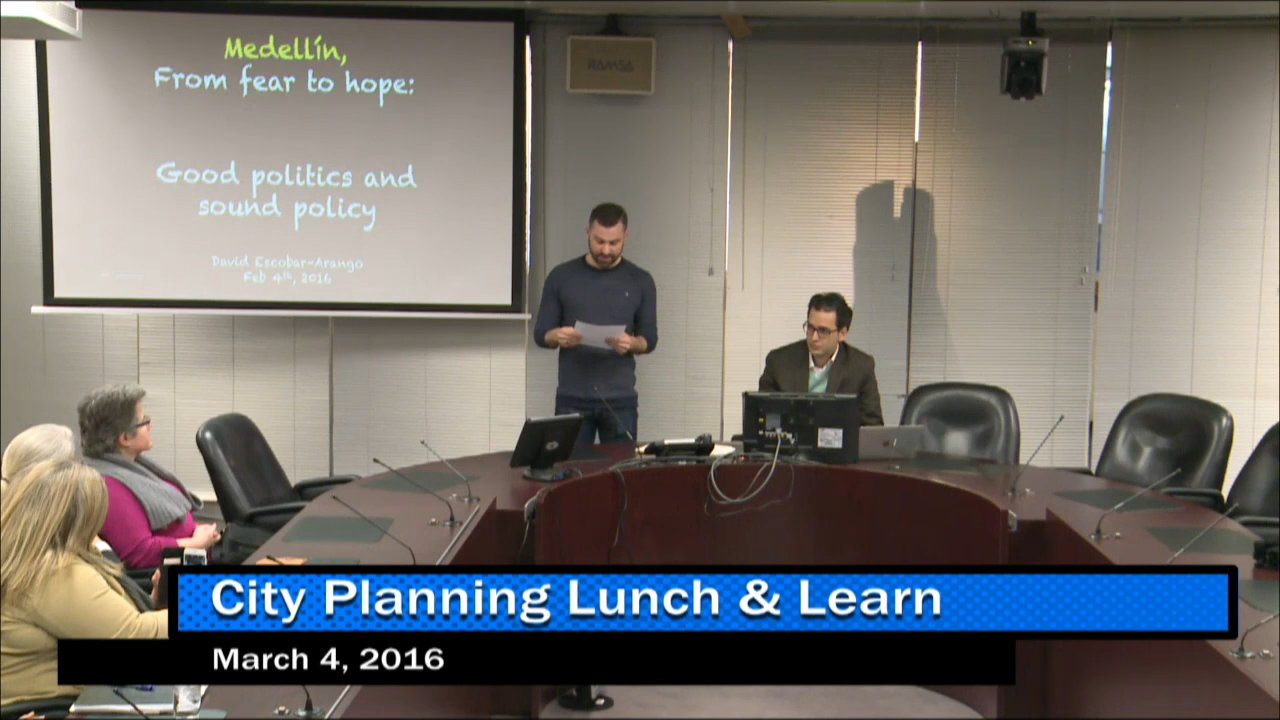 Medellín,
From fear to hope:
Good politics and
sound policy
David Escobar-Arango
Feb 4th, 2016
RAMSA
City Planning Lunch & Learn
March 4, 2016